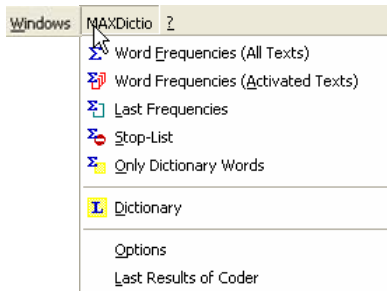 Windows MAXDictio ?
Word Frequencies (All Texts)
Word Frequencies (Activated Texts)
Last Frequencies
Stop-List
Only Dictionary Words
L Dictionary
Options
Last Results of Coder